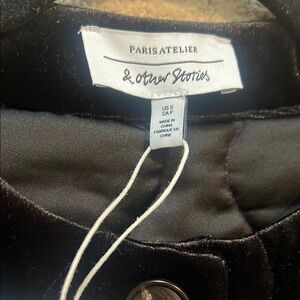 PARIS ATELIER
& other Stories
US S
CA P
MADE IN
CHINA
FABRIQUÉ EN
CHINE